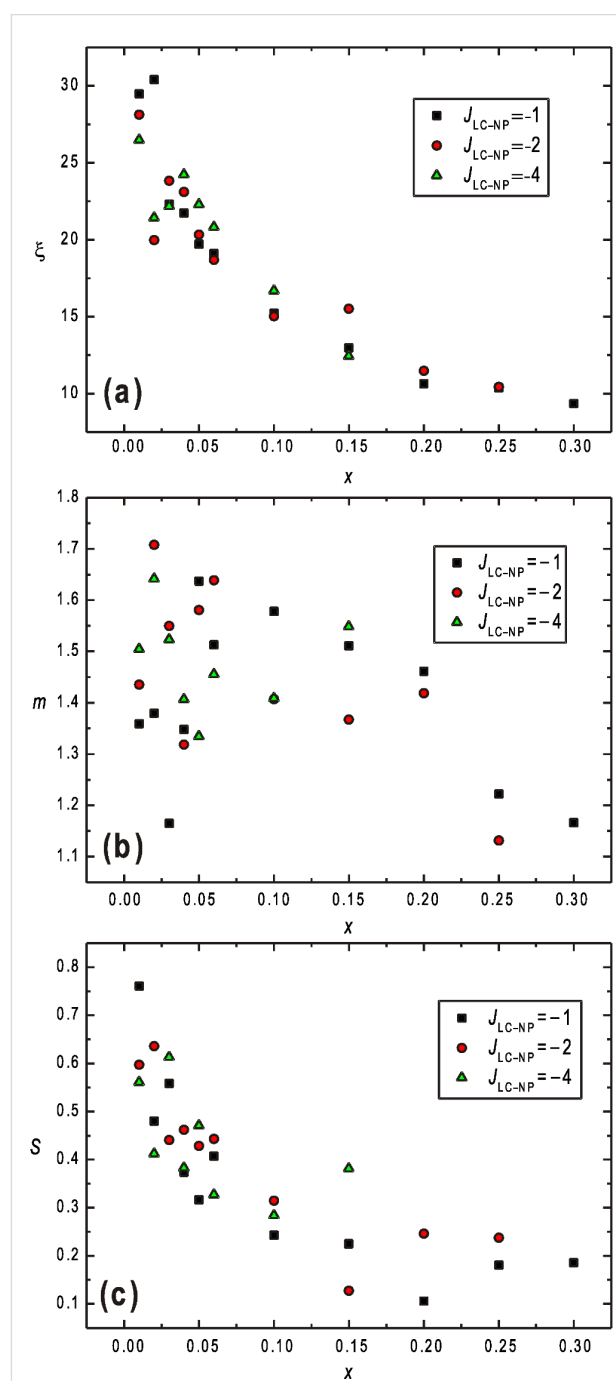 30
25
20
15
10
ξ
J_LC–NP=-1
J_LC–NP=-2
J_LC–NP=-4
(a)
0.00 0.05 0.10 0.15 0.20 0.25 0.30
x
1.8
1.7
1.6
1.5
1.4
1.3
1.2
1.1
m
J_LC–NP=−1
J_LC–NP=−2
J_LC–NP=−4
(b)
0.00 0.05 0.10 0.15 0.20 0.25 0.30
x
0.8
0.7
0.6
0.5
0.4
0.3
0.2
0.1
S
J_LC–NP=−1
J_LC–NP=−2
J_LC–NP=−4
(c)
0.00 0.05 0.10 0.15 0.20 0.25 0.30
x